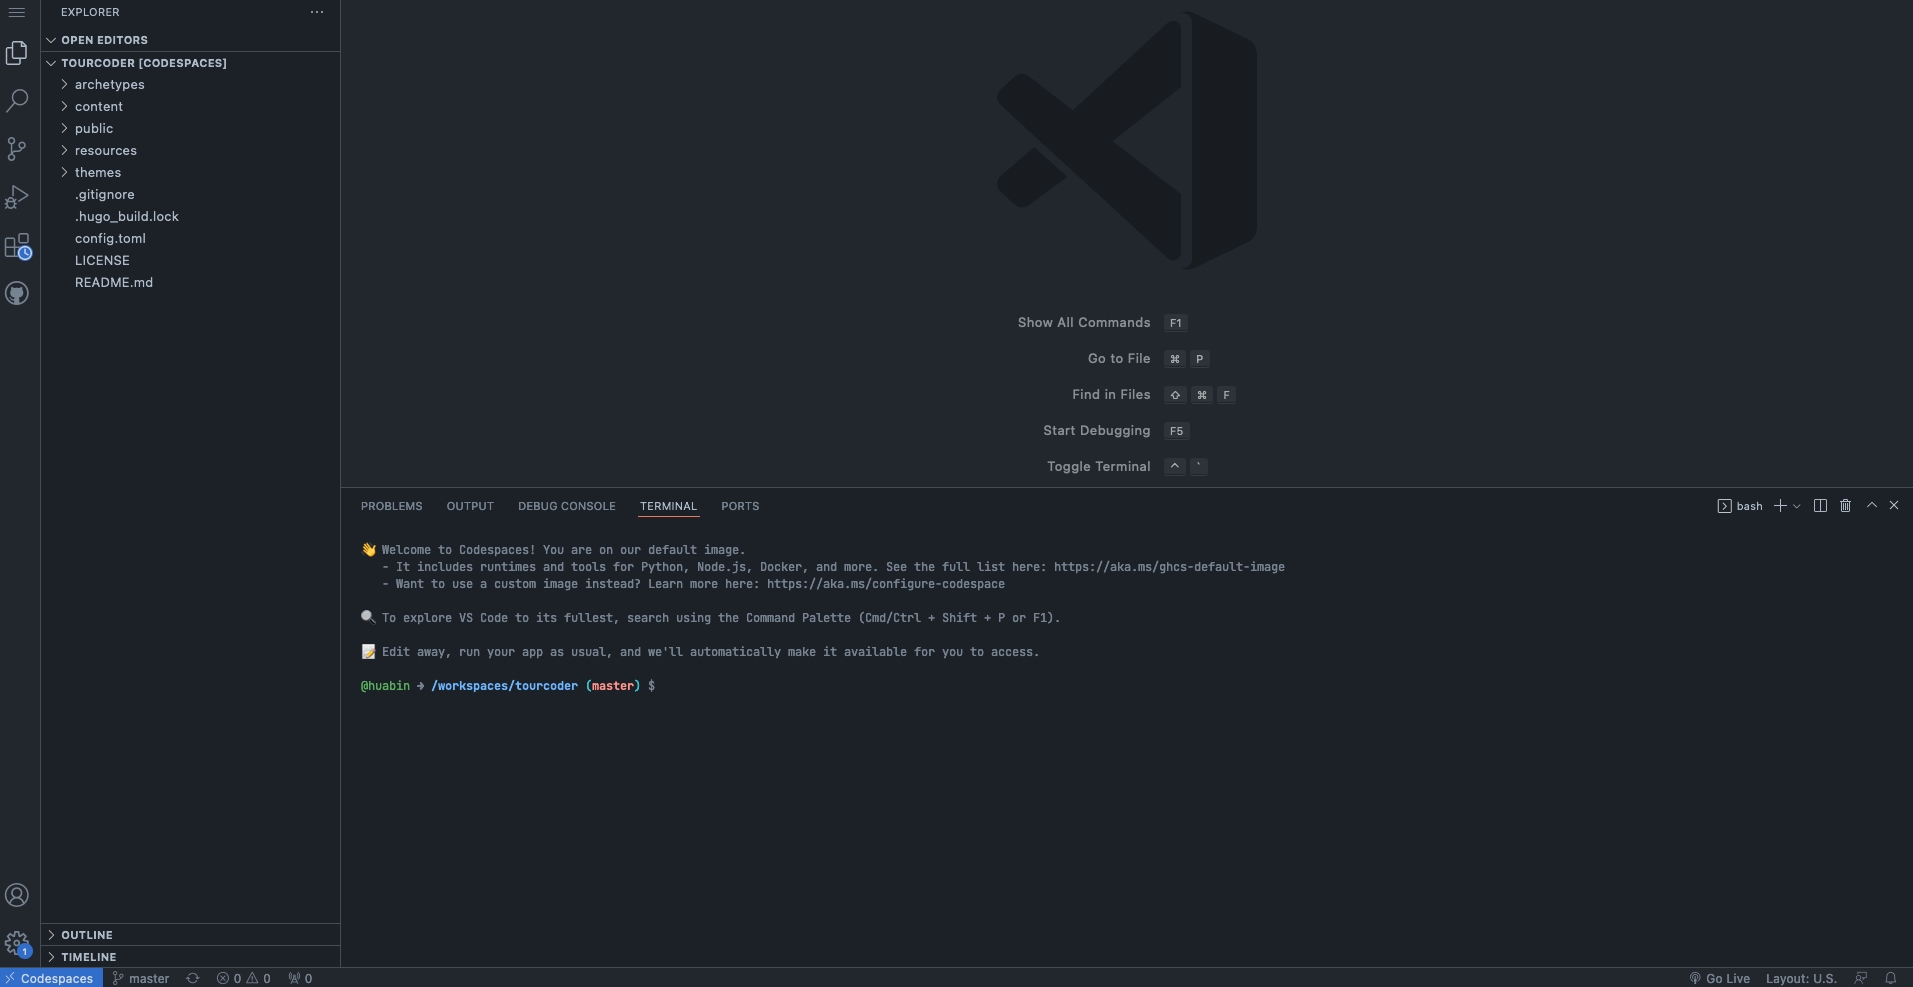 EXPLORER
OPEN EDITORS
TOURCODER [CODESPACES]
archetypes
content
public
resources
themes
.gitignore
.hugo_build.lock
config.toml
LICENSE
README.md
Show All Commands F1
Go to File ⌘ P
Find in Files ⇧ ⌘ F
Start Debugging F5
Toggle Terminal ^ `
PROBLEMS OUTPUT DEBUG CONSOLE TERMINAL PORTS
bash
👋 Welcome to Codespaces! You are on our default image.
- It includes runtimes and tools for Python, Node.js, Docker, and more. See the full list here: https://aka.ms/ghcs-default-image
- Want to use a custom image instead? Learn more here: https://aka.ms/configure-codespace
🔍 To explore VS Code to its fullest, search using the Command Palette (Cmd/Ctrl + Shift + P or F1).
📝 Edit away, run your app as usual, and we'll automatically make it available for you to access.
@huabin → /workspaces/tourcoder (master) $
OUTLINE
1
TIMELINE
Codespaces master 0 0 0 Go Live Layout: U.S.